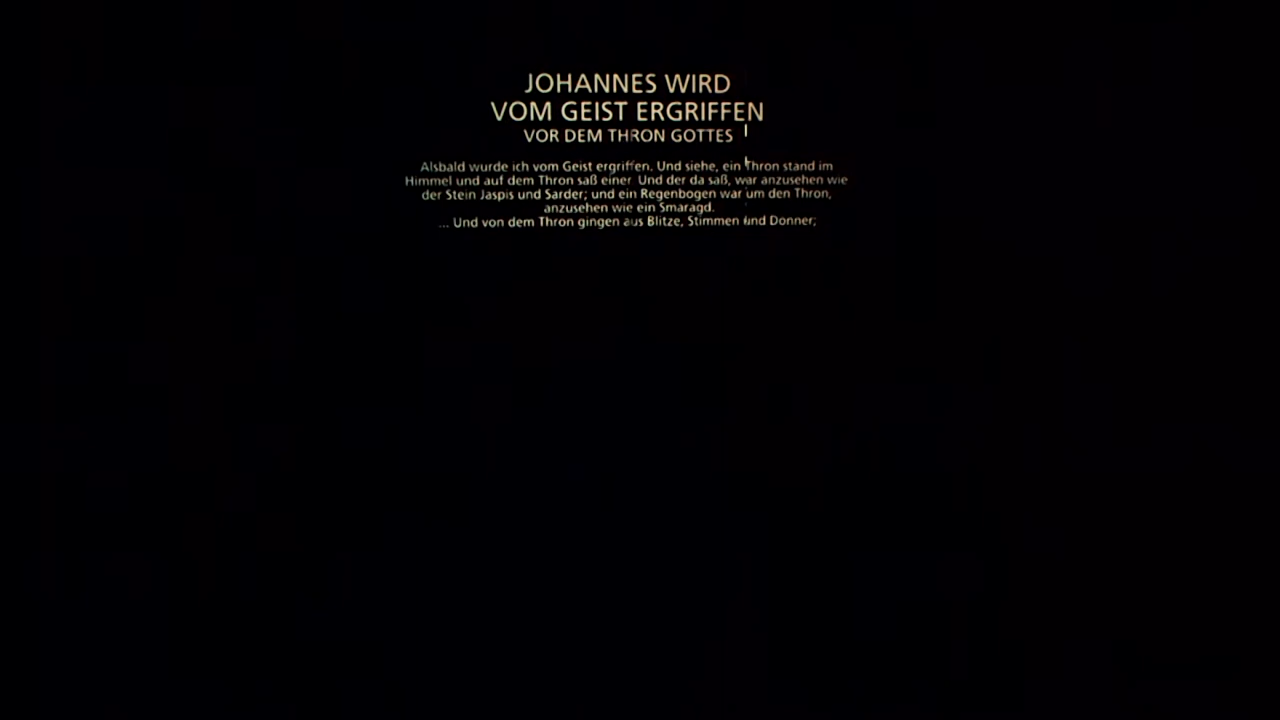 JOHANNES WIRD
VOM GEIST ERGRIFFEN
VOR DEM THRON GOTTES
Alsbald wurde ich vom Geist ergriffen. Und siehe, ein Thron stand im
Himmel und auf dem Thron saß einer. Und der da saß, war anzusehen wie
der Stein Jaspis und Sarder; und ein Regenbogen war um den Thron,
anzusehen wie ein Smaragd.
... Und von dem Thron gingen aus Blitze, Stimmen und Donner;